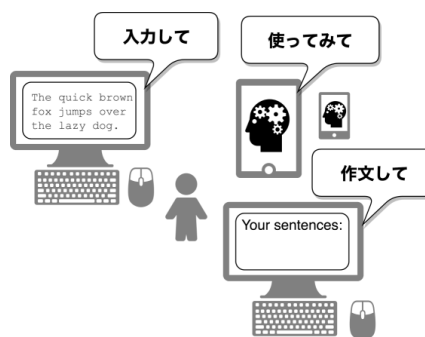 入力して
使ってみて
The quick brown
fox jumps over
the lazy dog.
作文して
Your sentences: